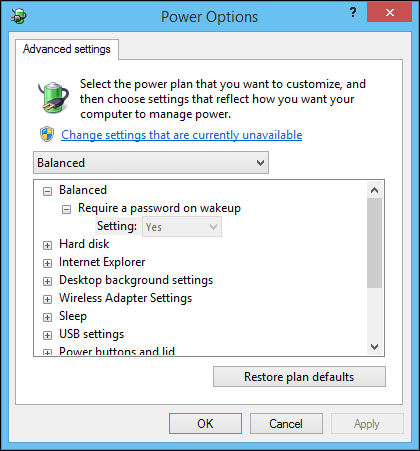 Power Options
?
Advanced settings
Select the power plan that you want to customize, and
then choose settings that reflect how you want your
computer to manage power.
Change settings that are currently unavailable
Balanced
Balanced
Require a password on wakeup
Setting: Yes
Hard disk
Internet Explorer
Desktop background settings
Wireless Adapter Settings
Sleep
USB settings
Power buttons and lid
Restore plan defaults
OK Cancel Apply